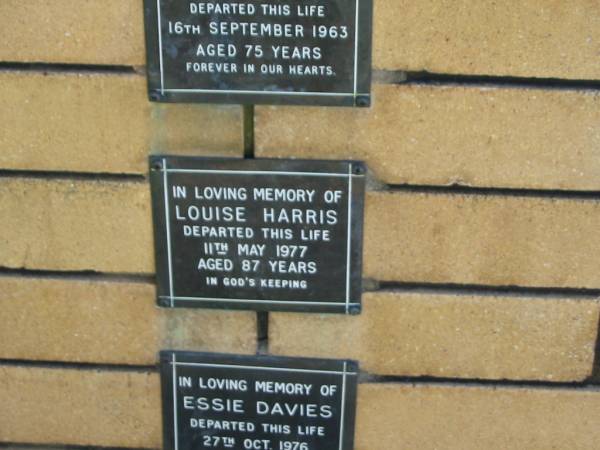 DEPARTED THIS LIFE
16TH SEPTEMBER 1963
AGED 75 YEARS
FOREVER IN OUR HEARTS.
IN LOVING MEMORY OF
LOUISE HARRIS
DEPARTED THIS LIFE
11TH MAY 1977
AGED 87 YEARS
IN GOD'S KEEPING
IN LOVING MEMORY OF
ESSIE DAVIES
DEPARTED THIS LIFE
27TH OCT. 1976